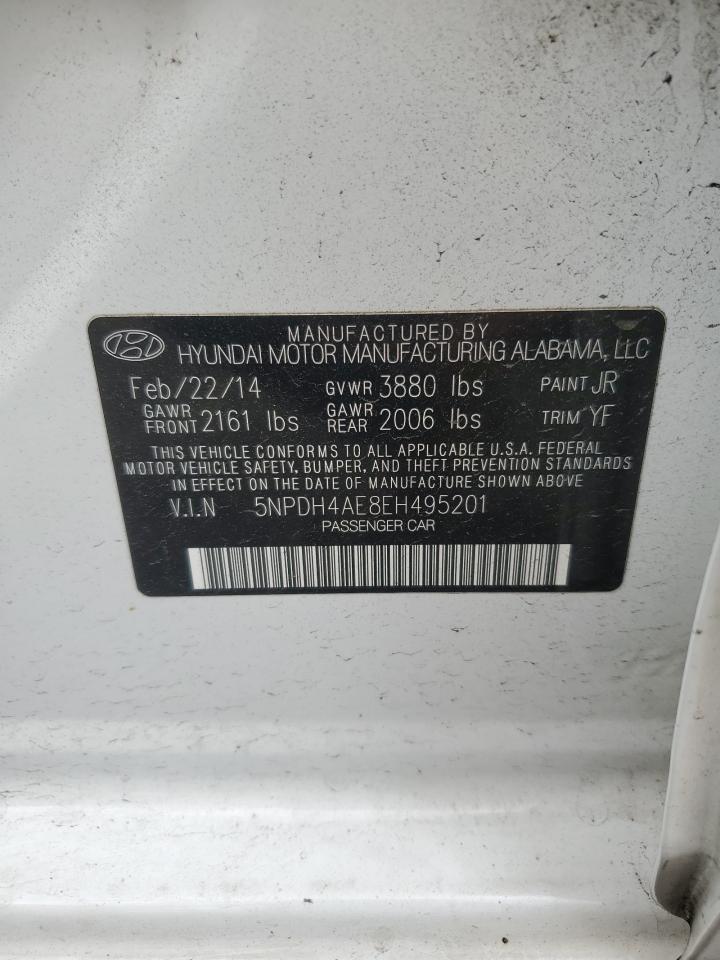 MANUFACTURED BY
HYUNDAI MOTOR MANUFACTURING ALABAMA, LLC
Feb/22/14 GVWR 3880 lbs PAINT JR
GAWR FRONT 2161 lbs GAWR REAR 2006 lbs TRIM YF
THIS VEHICLE CONFORMS TO ALL APPLICABLE U.S.A. FEDERAL
MOTOR VEHICLE SAFETY, BUMPER, AND THEFT PREVENTION STANDARDS
IN EFFECT ON THE DATE OF MANUFACTURE SHOWN ABOVE.
V.I.N 5NPDH4AE8EH495201
PASSENGER CAR